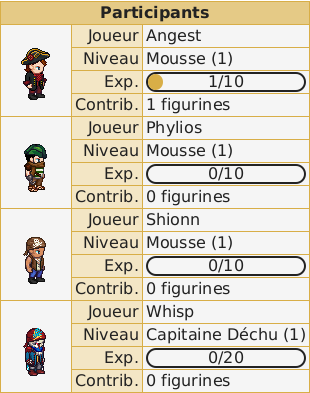 Participants
Joueur Angest
Niveau Mousse (1)
Exp. 1/10
Contrib. 1 figurines
Joueur Phylios
Niveau Mousse (1)
Exp. 0/10
Contrib. 0 figurines
Joueur Shionn
Niveau Mousse (1)
Exp. 0/10
Contrib. 0 figurines
Joueur Whisp
Niveau Capitaine Déchu (1)
Exp. 0/20
Contrib. 0 figurines